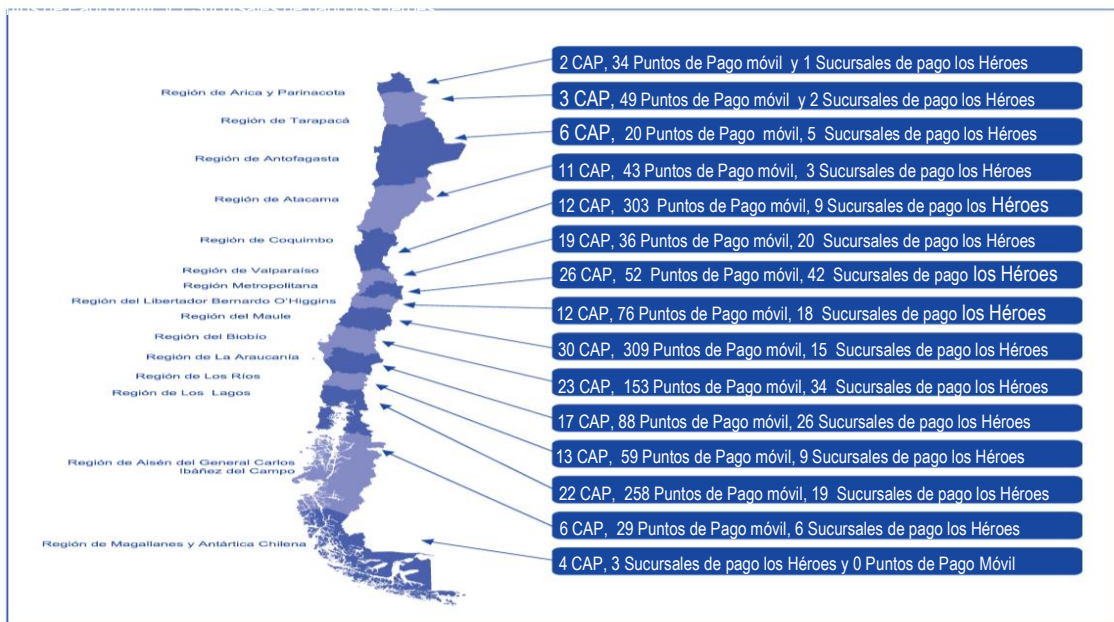 2 CAP, 34 Puntos de Pago móvil y 1 Sucursales de pago los Héroes
Región de Arica y Parinacota
3 CAP, 49 Puntos de Pago móvil y 2 Sucursales de pago los Héroes
Región de Tarapacá
6 CAP, 20 Puntos de Pago móvil, 5 Sucursales de pago los Héroes
Región de Antofagasta
11 CAP, 43 Puntos de Pago móvil, 3 Sucursales de pago los Héroes
Región de Atacama
12 CAP, 303 Puntos de Pago móvil, 9 Sucursales de pago los Héroes
Región de Coquimbo
19 CAP, 36 Puntos de Pago móvil, 20 Sucursales de pago los Héroes
Región de Valparaíso
26 CAP, 52 Puntos de Pago móvil, 42 Sucursales de pago los Héroes
Región Metropolitana
Región del Libertador Bernardo O'Higgins
12 CAP, 76 Puntos de Pago móvil, 18 Sucursales de pago los Héroes
Región del Maule
Región del Biobío
30 CAP, 309 Puntos de Pago móvil, 15 Sucursales de pago los Héroes
Región de La Araucanía
Región de Los Ríos
23 CAP, 153 Puntos de Pago móvil, 34 Sucursales de pago los Héroes
Región de Los Lagos
17 CAP, 88 Puntos de Pago móvil, 26 Sucursales de pago los Héroes
13 CAP, 59 Puntos de Pago móvil, 9 Sucursales de pago los Héroes
Región de Aisén del General Carlos
Ibáñez del Campo
22 CAP, 258 Puntos de Pago móvil, 19 Sucursales de pago los Héroes
6 CAP, 29 Puntos de Pago móvil, 6 Sucursales de pago los Héroes
Región de Magallanes y Antártica Chilena
4 CAP, 3 Sucursales de pago los Héroes y 0 Puntos de Pago Móvil